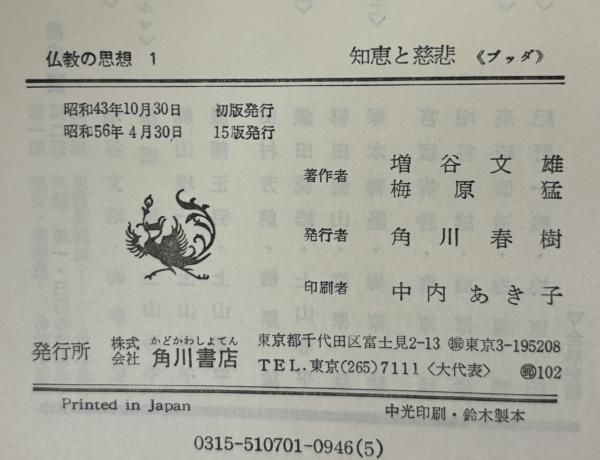 仏教の思想 1 知恵と慈悲 《ブッダ》
昭和43年10月30日 初版発行
昭和56年 4月30日 15版発行
著作者 増谷文雄
梅原猛
発行者 角川春樹
印刷者 中内あき子
発行所 株式会社 かどかわしょてん 角川書店
東京都千代田区富士見2-13 ㊺東京3-195208
TEL.東京(265)7111〈大代表〉 〒102
Printed in Japan 中光印刷・鈴木製本
0315-510701-0946(5)